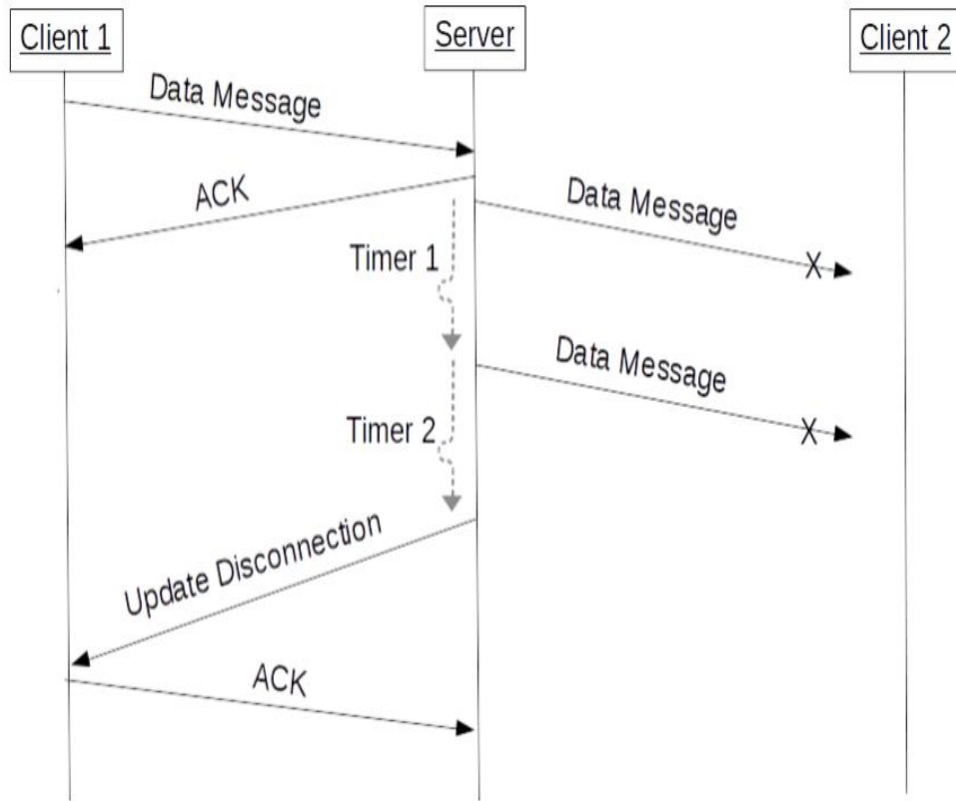 Client 1
Server
Client 2
Data Message
ACK
Data Message
Timer 1
X
Data Message
Timer 2
X
Update Disconnection
ACK